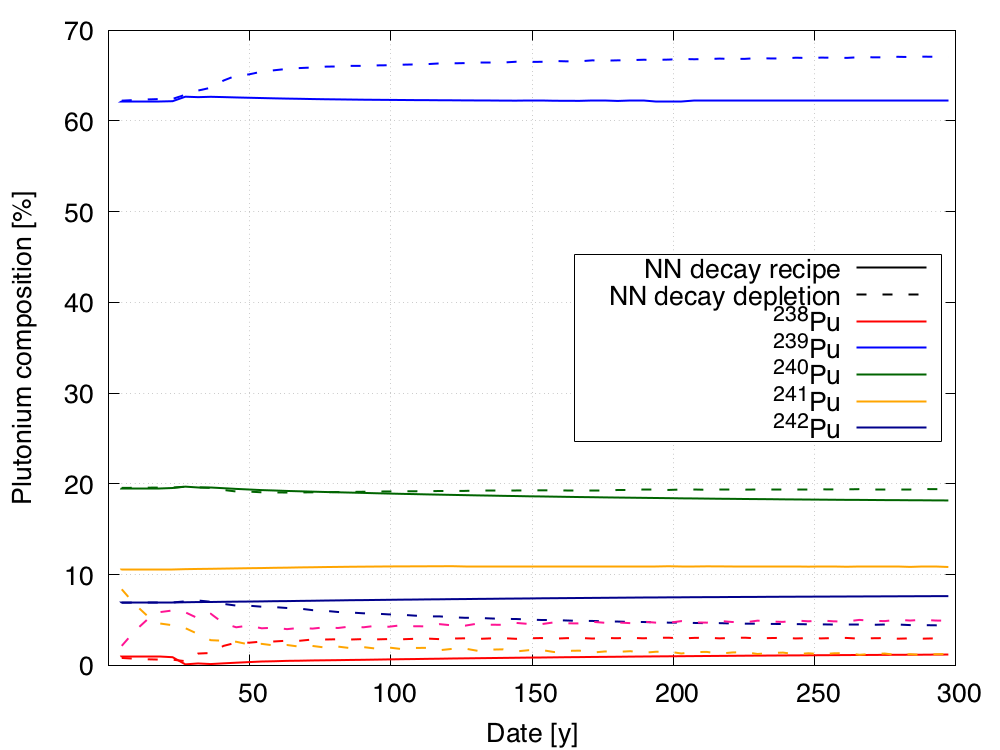 70
60
50
40
30
20
10
0
Plutonium composition [%]
NN decay recipe
NN decay depletion
²³⁸Pu
²³⁹Pu
²⁴⁰Pu
²⁴¹Pu
²⁴²Pu
50 100 150 200 250 300
Date [y]